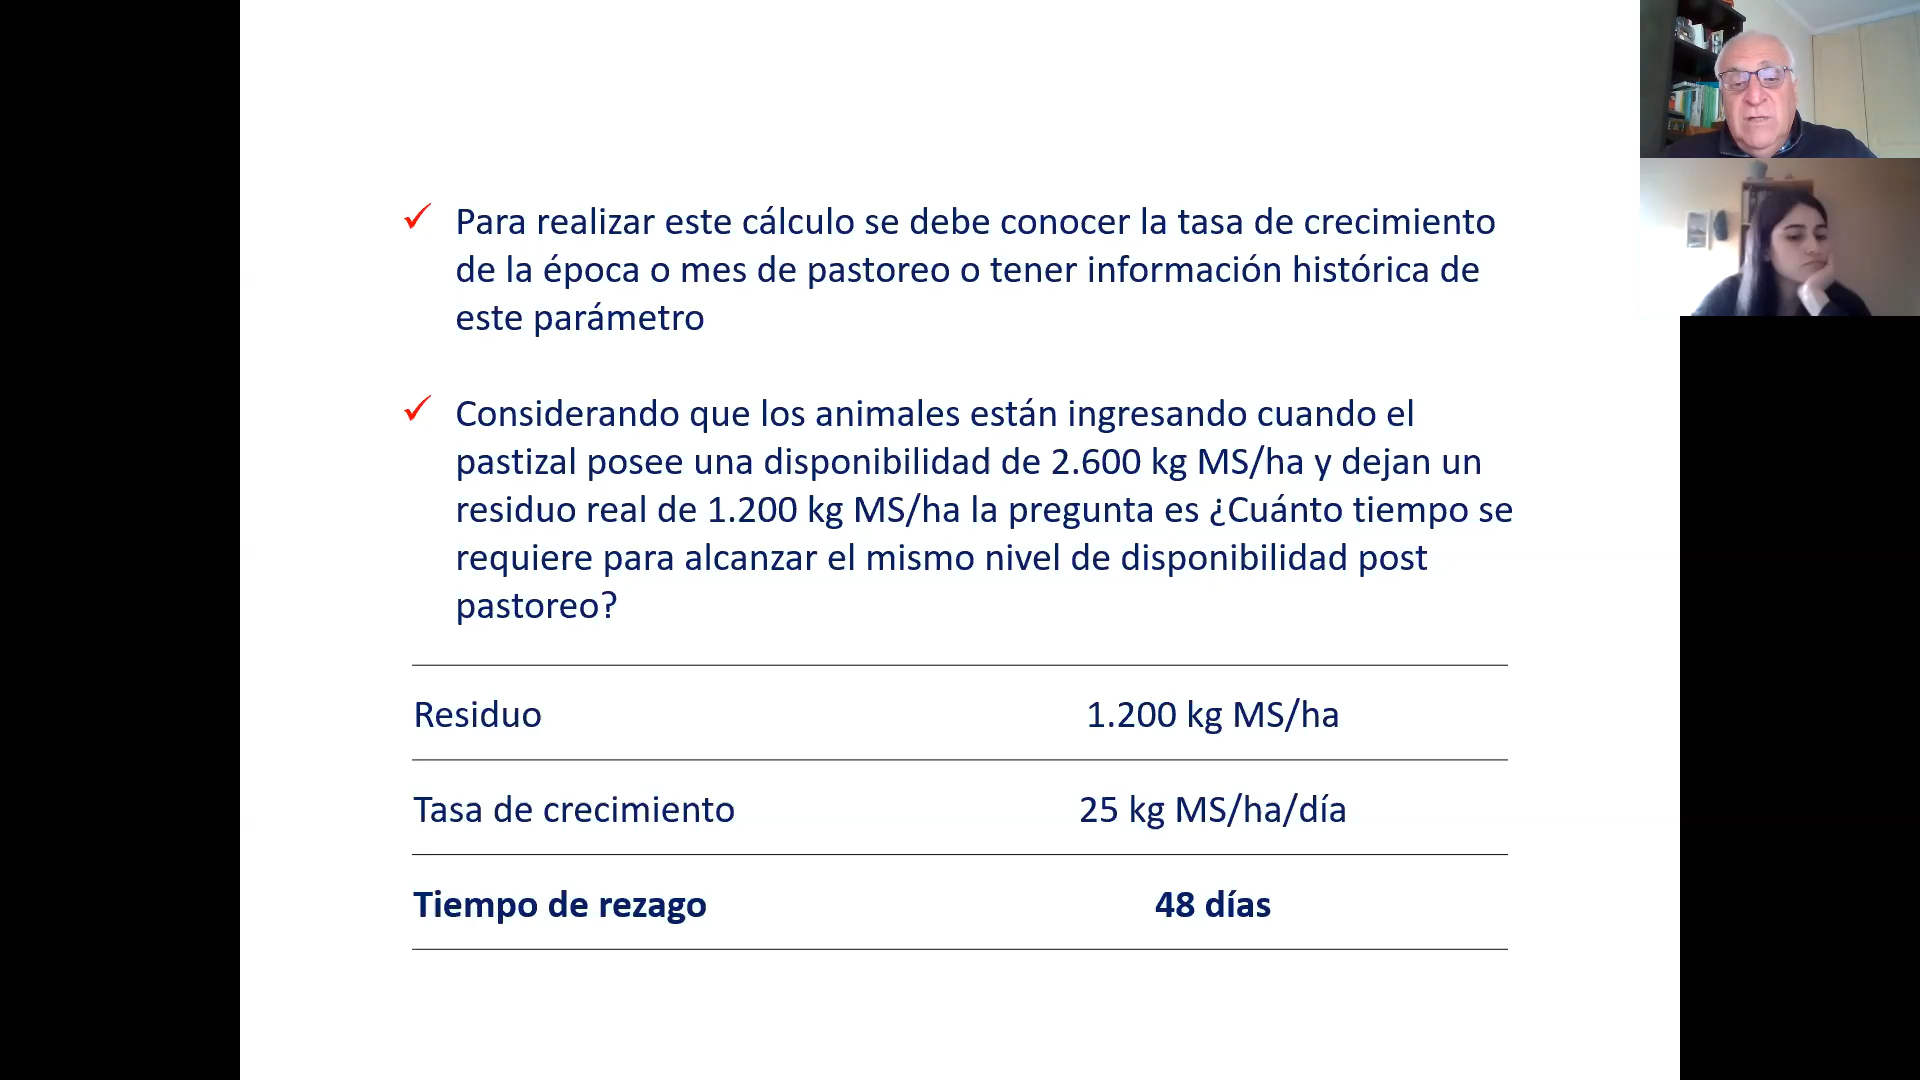 Para realizar este cálculo se debe conocer la tasa de crecimiento
de la época o mes de pastoreo o tener información histórica de
este parámetro
Considerando que los animales están ingresando cuando el
pastizal posee una disponibilidad de 2.600 kg MS/ha y dejan un
residuo real de 1.200 kg MS/ha la pregunta es ¿Cuánto tiempo se
requiere para alcanzar el mismo nivel de disponibilidad post
pastoreo?
Residuo 1.200 kg MS/ha
Tasa de crecimiento 25 kg MS/ha/día
Tiempo de rezago 48 días